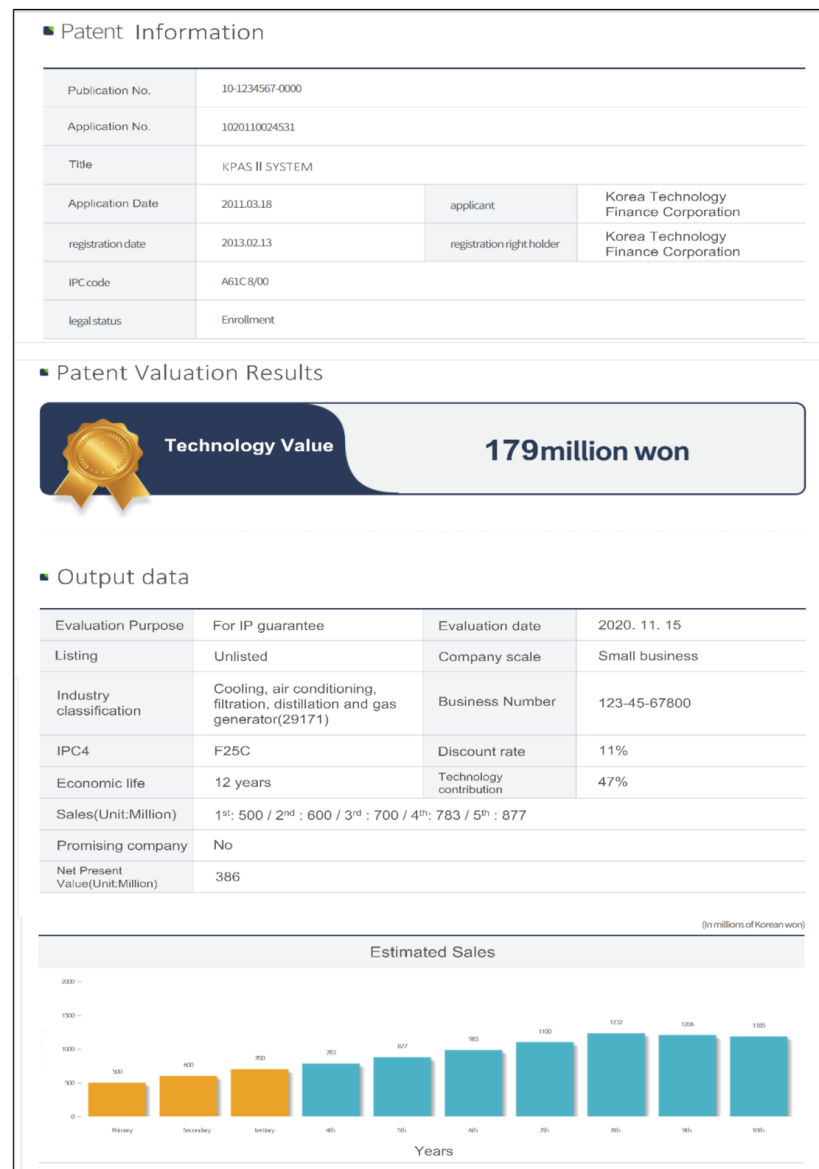 Patent Information
Publication No. 10-1234567-0000
Application No. 1020110024531
Title KPAS II SYSTEM
Application Date 2011.03.18 applicant Korea Technology
Finance Corporation
registration date 2013.02.13 registration right holder Korea Technology
Finance Corporation
IPC code A61C 8/00
legal status Enrollment
Patent Valuation Results
Technology Value 179million won
Output data
Evaluation Purpose For IP guarantee Evaluation date 2020. 11. 15
Listing Unlisted Company scale Small business
Industry
classification
Cooling, air conditioning,
filtration, distillation and gas
generator(29171)
Business Number 123-45-67800
IPC4 F25C Discount rate 11%
Economic life 12 years Technology
contribution 47%
Sales(Unit:Million) 1st: 500 / 2nd : 600 / 3rd : 700 / 4th: 783 / 5th : 877
Promising company No
Net Present
Value(Unit:Million) 386
(In millions of Korean won)
Estimated Sales
2000
1500
1000
500
0
500 600 700 783 877 983 1100 1232 1206 1185
Primary Secondary tertiary 4th 5th 6th 7th 8th 9th 10th
Years